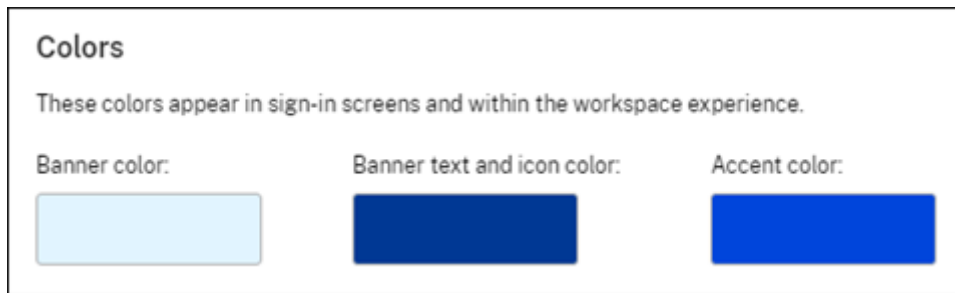 Colors
These colors appear in sign-in screens and within the workspace experience.
Banner color: Banner text and icon color: Accent color: